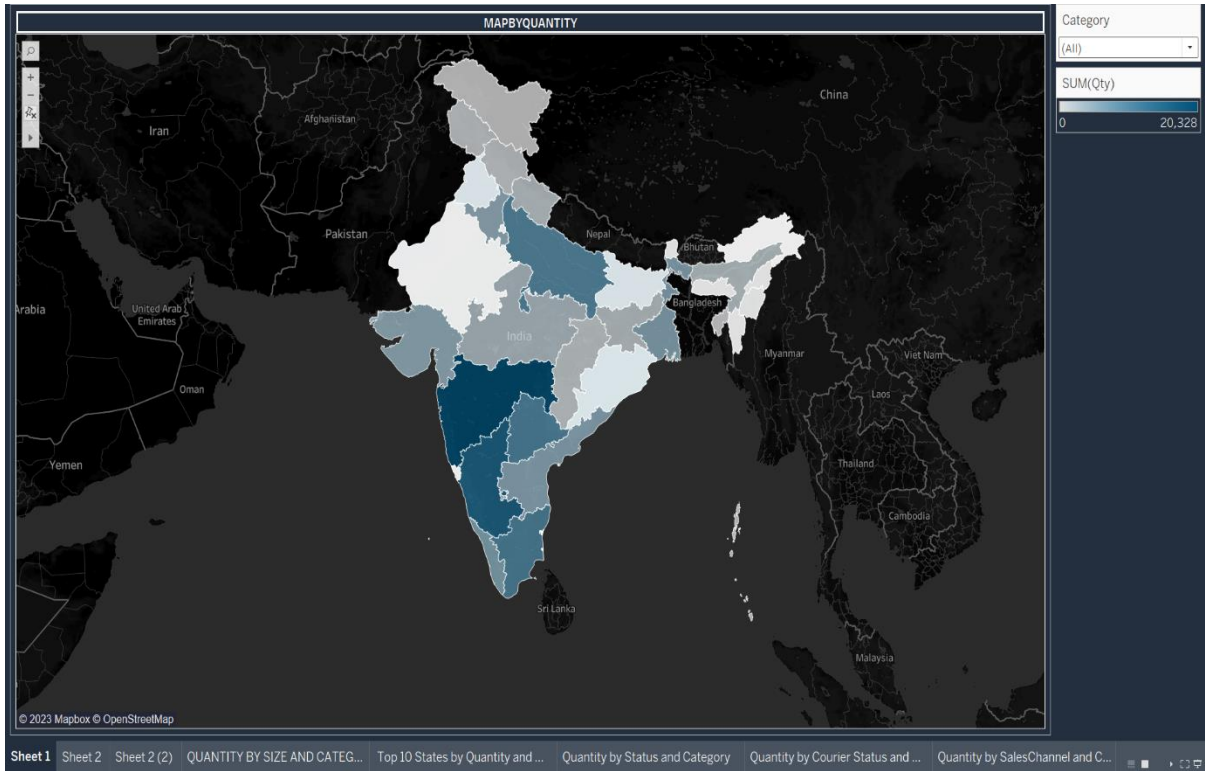 MAPBYQUANTITY
Category
(All)
SUM(Qty)
0 20,328
China
Afghanistan
Iran
Pakistan
Nepal
Bhutan
Bangladesh
Arabia
United Arab
Emirates
India
Myanmar
Viet Nam
Oman
Laos
Yemen
Thailand
Cambodia
Sri Lanka
Malaysia
© 2023 Mapbox © OpenStreetMap
Sheet 1 Sheet 2 Sheet 2 (2) QUANTITY BY SIZE AND CATEG... Top 10 States by Quantity and ... Quantity by Status and Category Quantity by Courier Status and ... Quantity by SalesChannel and C...